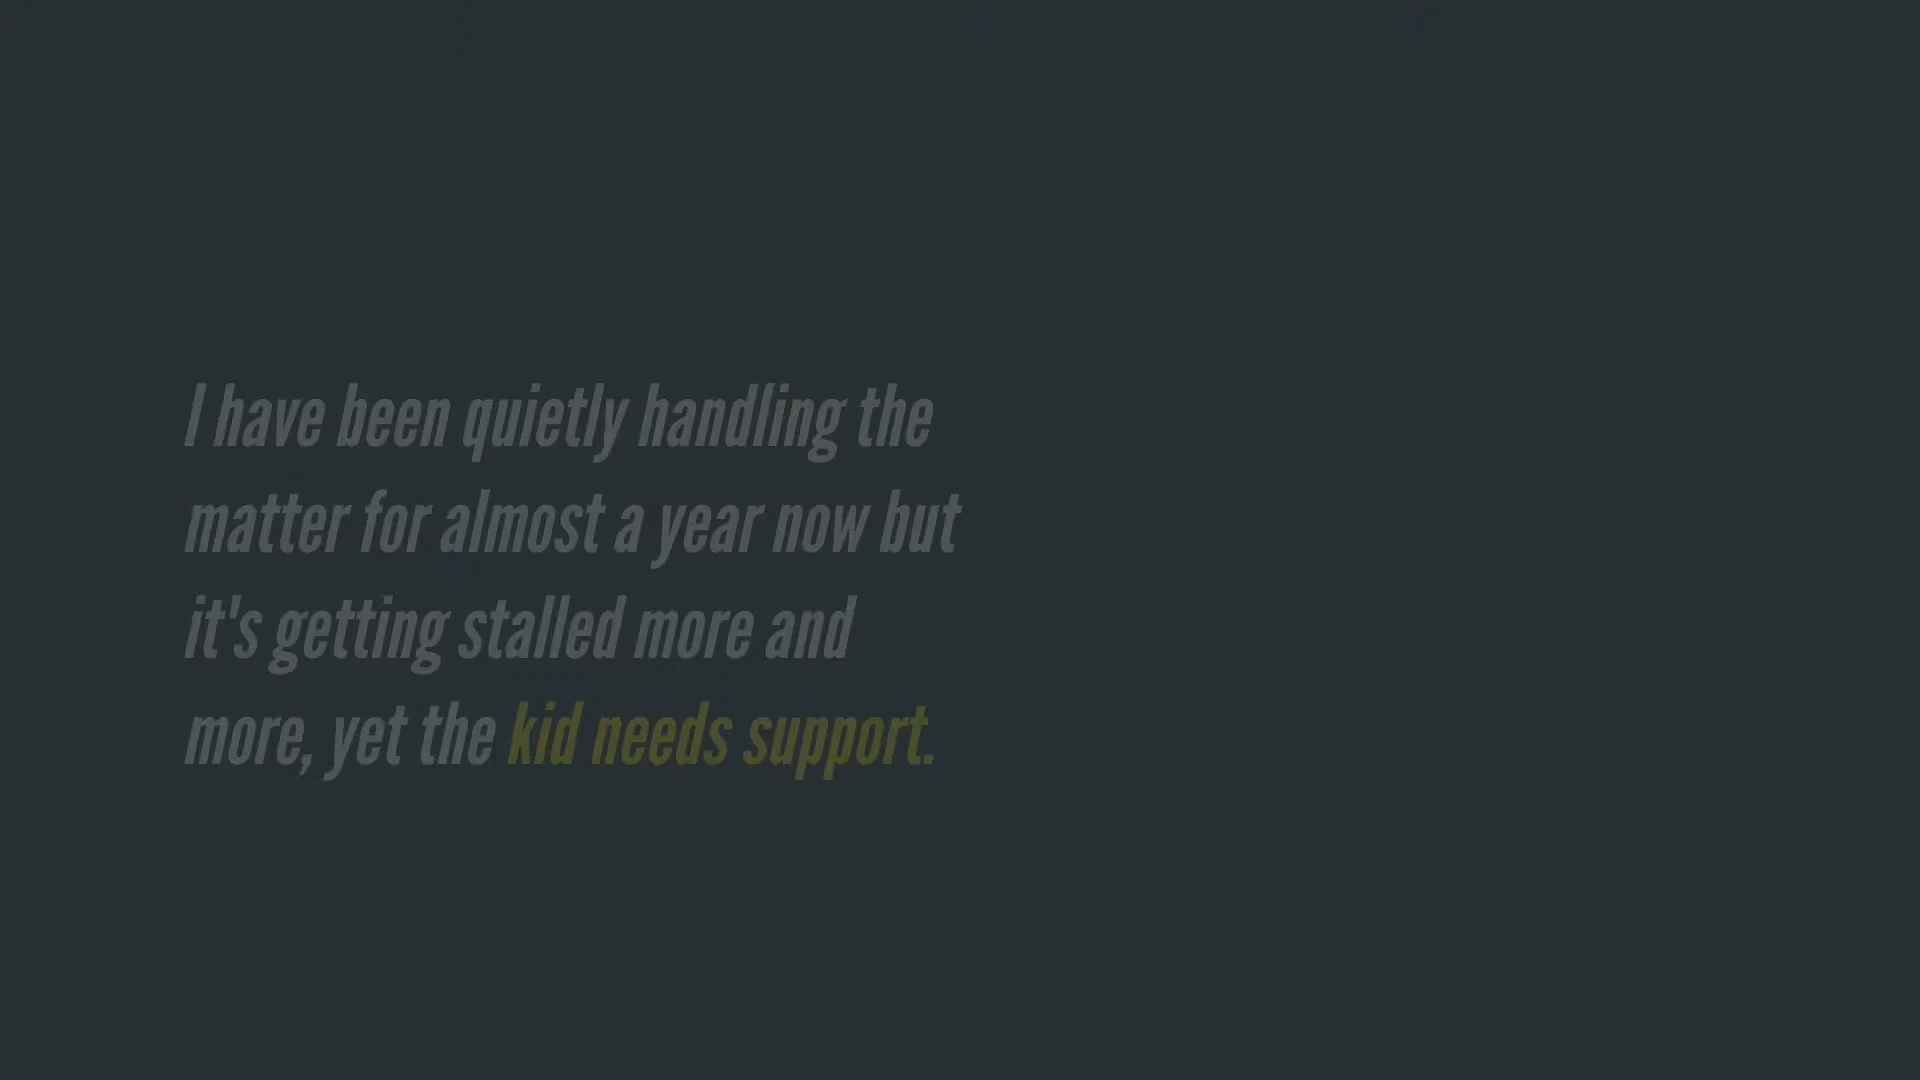 I have been quietly handling the
matter for almost a year now but
it's getting stalled more and
more, yet the kid needs support.